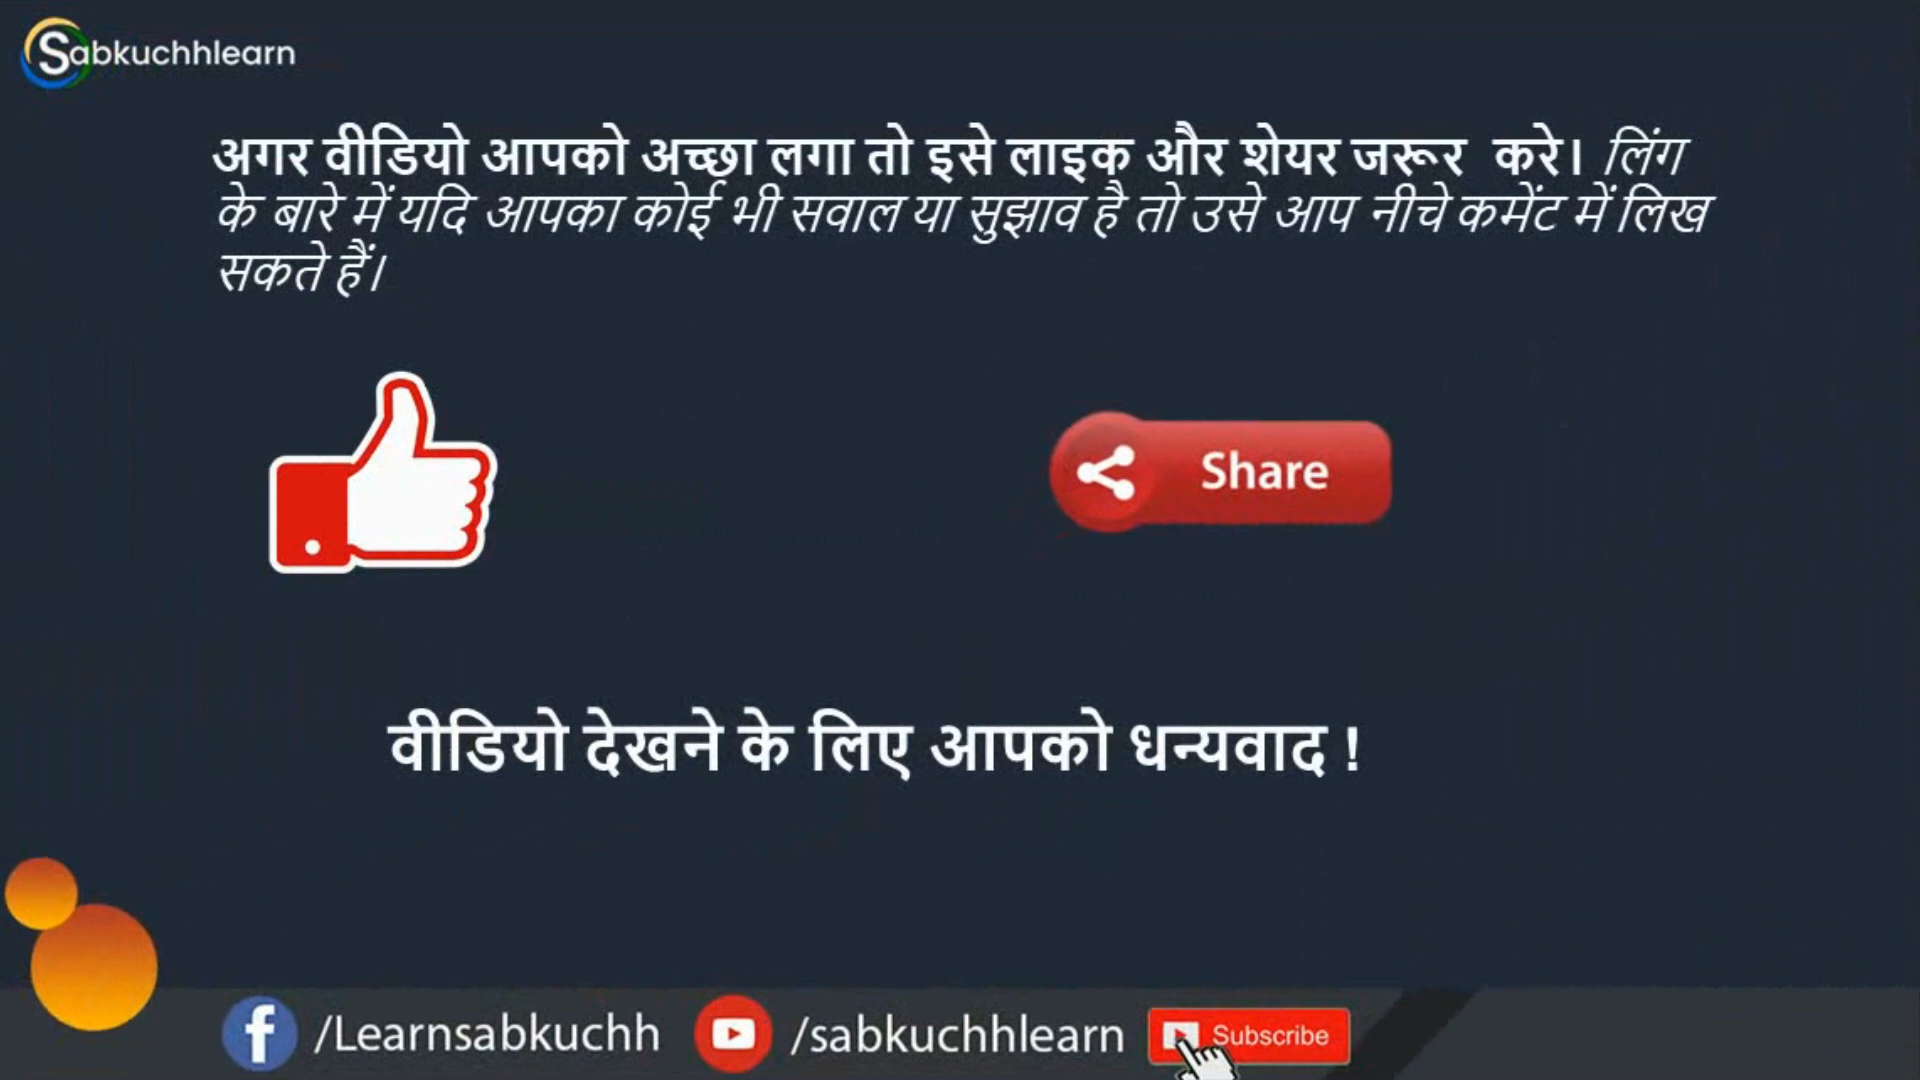 Sabkuchhlearn
अगर वीडियो आपको अच्छा लगा तो इसे लाइक और शेयर जरूर करे। लिंग
के बारे में यदि आपका कोई भी सवाल या सुझाव है तो उसे आप नीचे कमेंट में लिख
सकते हैं।
Share
वीडियो देखने के लिए आपको धन्यवाद !
/Learnsabkuchh /sabkuchhlearn Subscribe